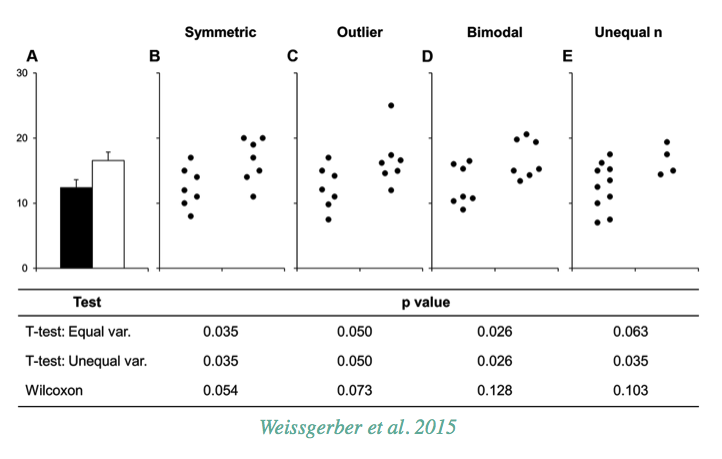 Symmetric Outlier Bimodal Unequal n
A B C D E
30
20
10
0
Test p value
T-test: Equal var. 0.035 0.050 0.026 0.063
T-test: Unequal var. 0.035 0.050 0.026 0.035
Wilcoxon 0.054 0.073 0.128 0.103
Weissgerber et al. 2015